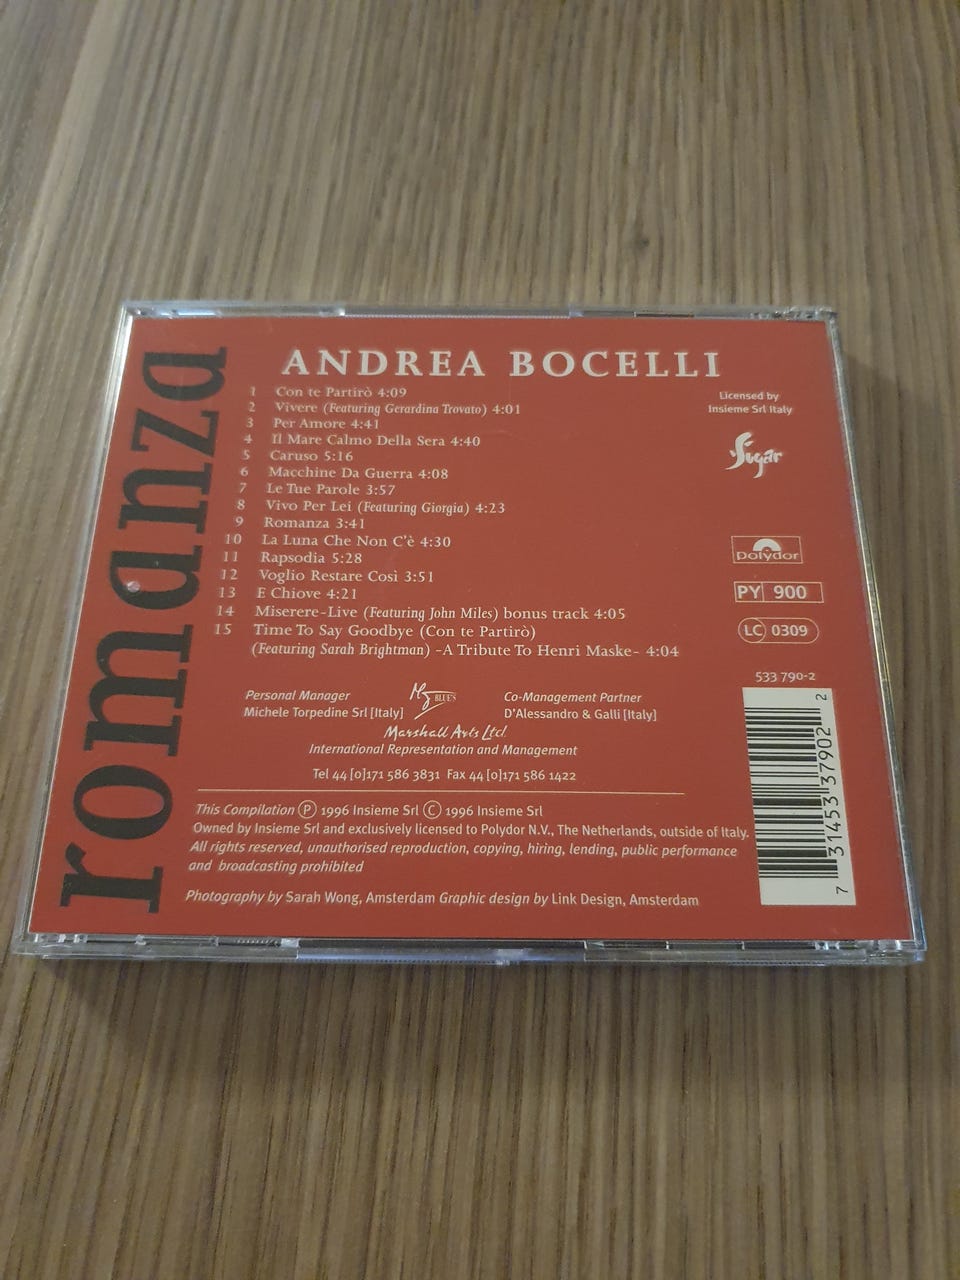 romanza
ANDREA BOCELLI
1 Con te Partirò 4:09
2 Vivere (Featuring Gerardina Trovato) 4:01
3 Per Amore 4:41
4 Il Mare Calmo Della Sera 4:40
5 Caruso 5:16
6 Macchine Da Guerra 4:08
7 Le Tue Parole 3:57
8 Vivo Per Lei (Featuring Giorgia) 4:23
9 Romanza 3:41
10 La Luna Che Non C'è 4:30
11 Rapsodia 5:28
12 Voglio Restare Così 3:51
13 E Chiove 4:21
14 Miserere-Live (Featuring John Miles) bonus track 4:05
15 Time To Say Goodbye (Con te Partirò)
(Featuring Sarah Brightman) -A Tribute To Henri Maske- 4:04
Licensed by
Insieme Srl Italy
Sugar
polydor
PY 900
LC 0309
533 790-2
Personal Manager
Michele Torpedine Srl [Italy]
BLUE'S
Co-Management Partner
D'Alessandro & Galli [Italy]
Marshall Arts Ltd.
International Representation and Management
Tel 44 [0]171 586 3831 Fax 44 [0]171 586 1422
This Compilation Ⓟ 1996 Insieme Srl Ⓒ 1996 Insieme Srl
Owned by Insieme Srl and exclusively licensed to Polydor N.V., The Netherlands, outside of Italy.
All rights reserved, unauthorised reproduction, copying, hiring, lending, public performance
and broadcasting prohibited
Photography by Sarah Wong, Amsterdam Graphic design by Link Design, Amsterdam
7 31453 37902 2